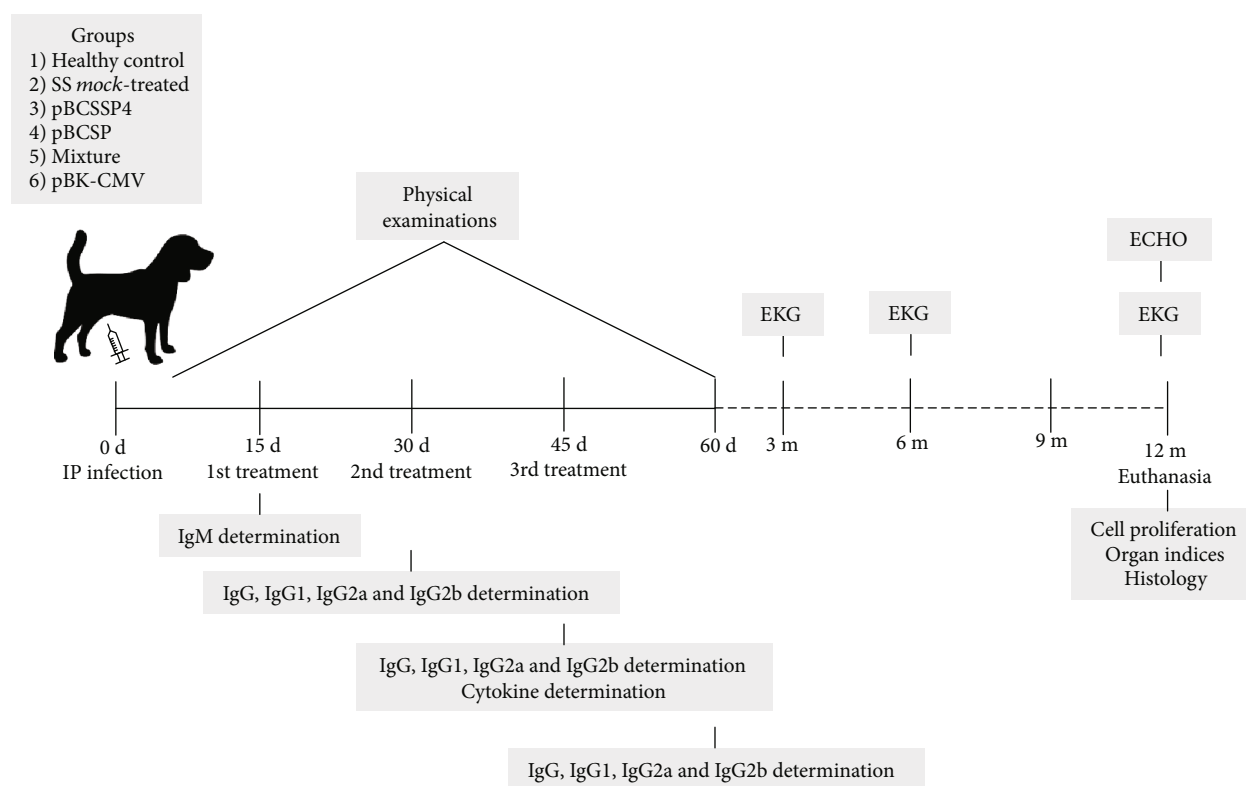 Groups
1) Healthy control
2) SS mock-treated
3) pBCSSP4
4) pBCSP
5) Mixture
6) pBK-CMV
Physical
examinations
ECHO
EKG
EKG
EKG
0 d
IP infection
15 d
1st treatment
30 d
2nd treatment
45 d
3rd treatment
60 d
3 m
6 m
9 m
12 m
Euthanasia
IgM determination
IgG, IgG1, IgG2a and IgG2b determination
IgG, IgG1, IgG2a and IgG2b determination
Cytokine determination
IgG, IgG1, IgG2a and IgG2b determination
Cell proliferation
Organ indices
Histology